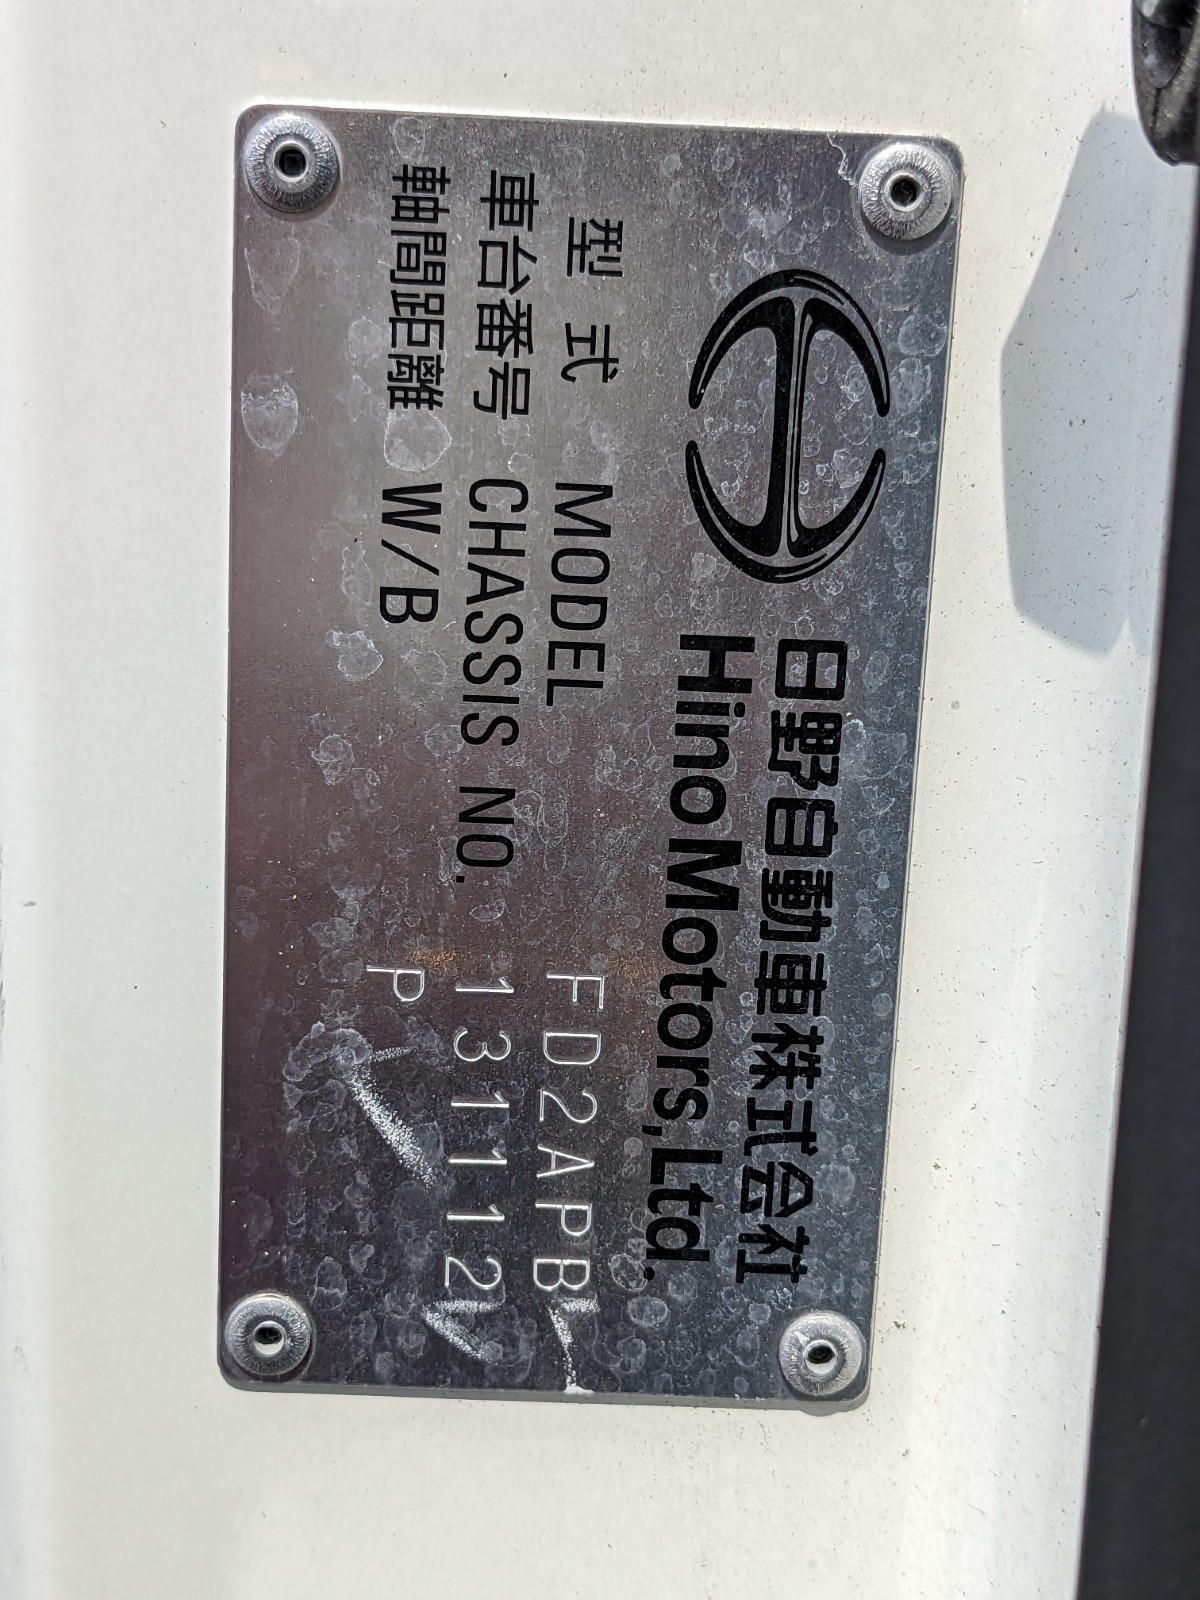 日野自動車株式会社
Hino Motors, Ltd.
型式 MODEL FD2APB
車台番号 CHASSIS NO. 131112
軸間距離 W/B P